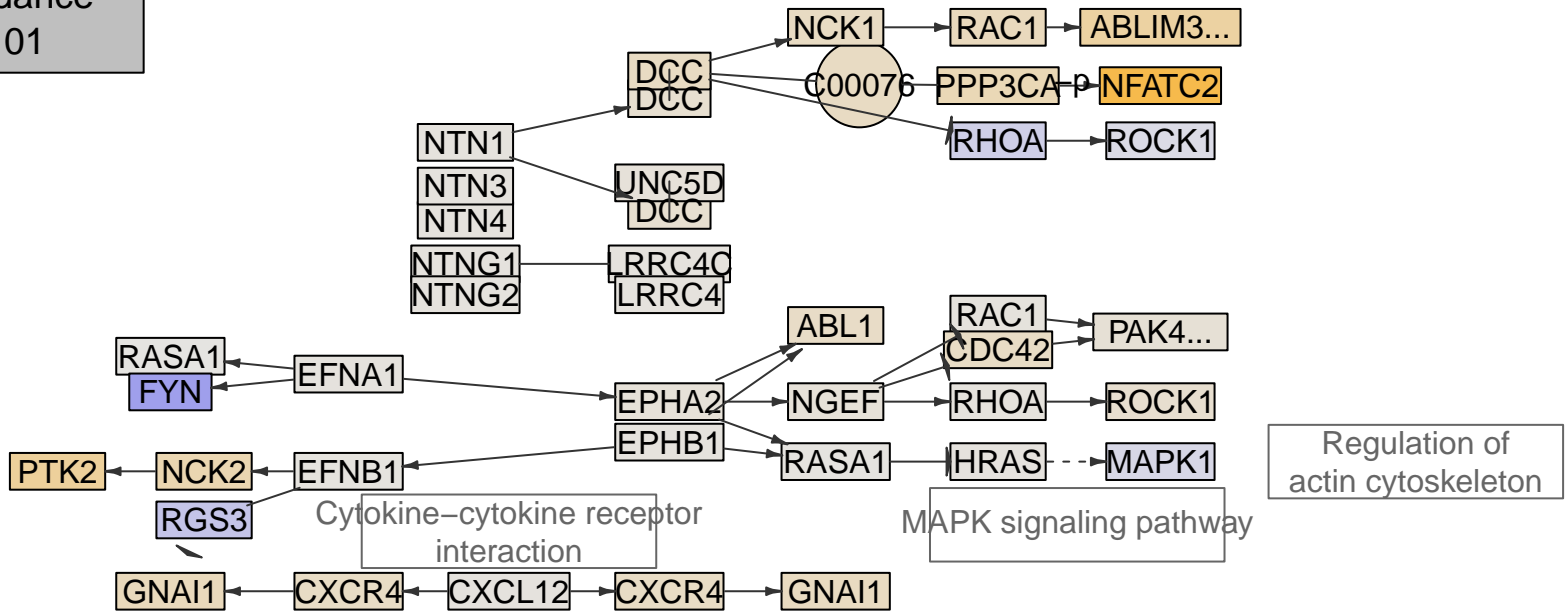 01
NCK1 RAC1 ABLIM3...
DCC
DCC
C00076 PPP3CA –p NFATC2
RHOA ROCK1
NTN1
NTN3
NTN4
UNC5D
DCC
NTNG1 LRRC4C
NTNG2 LRRC4
ABL1 RAC1 PAK4...
CDC42
RASA1 EFNA1
FYN
EPHA2 NGEF RHOA ROCK1
EPHB1
RASA1 HRAS MAPK1
PTK2 NCK2 EFNB1
RGS3
Cytokine−cytokine receptor
interaction
MAPK signaling pathway
Regulation of
actin cytoskeleton
GNAI1 CXCR4 CXCL12 CXCR4 GNAI1